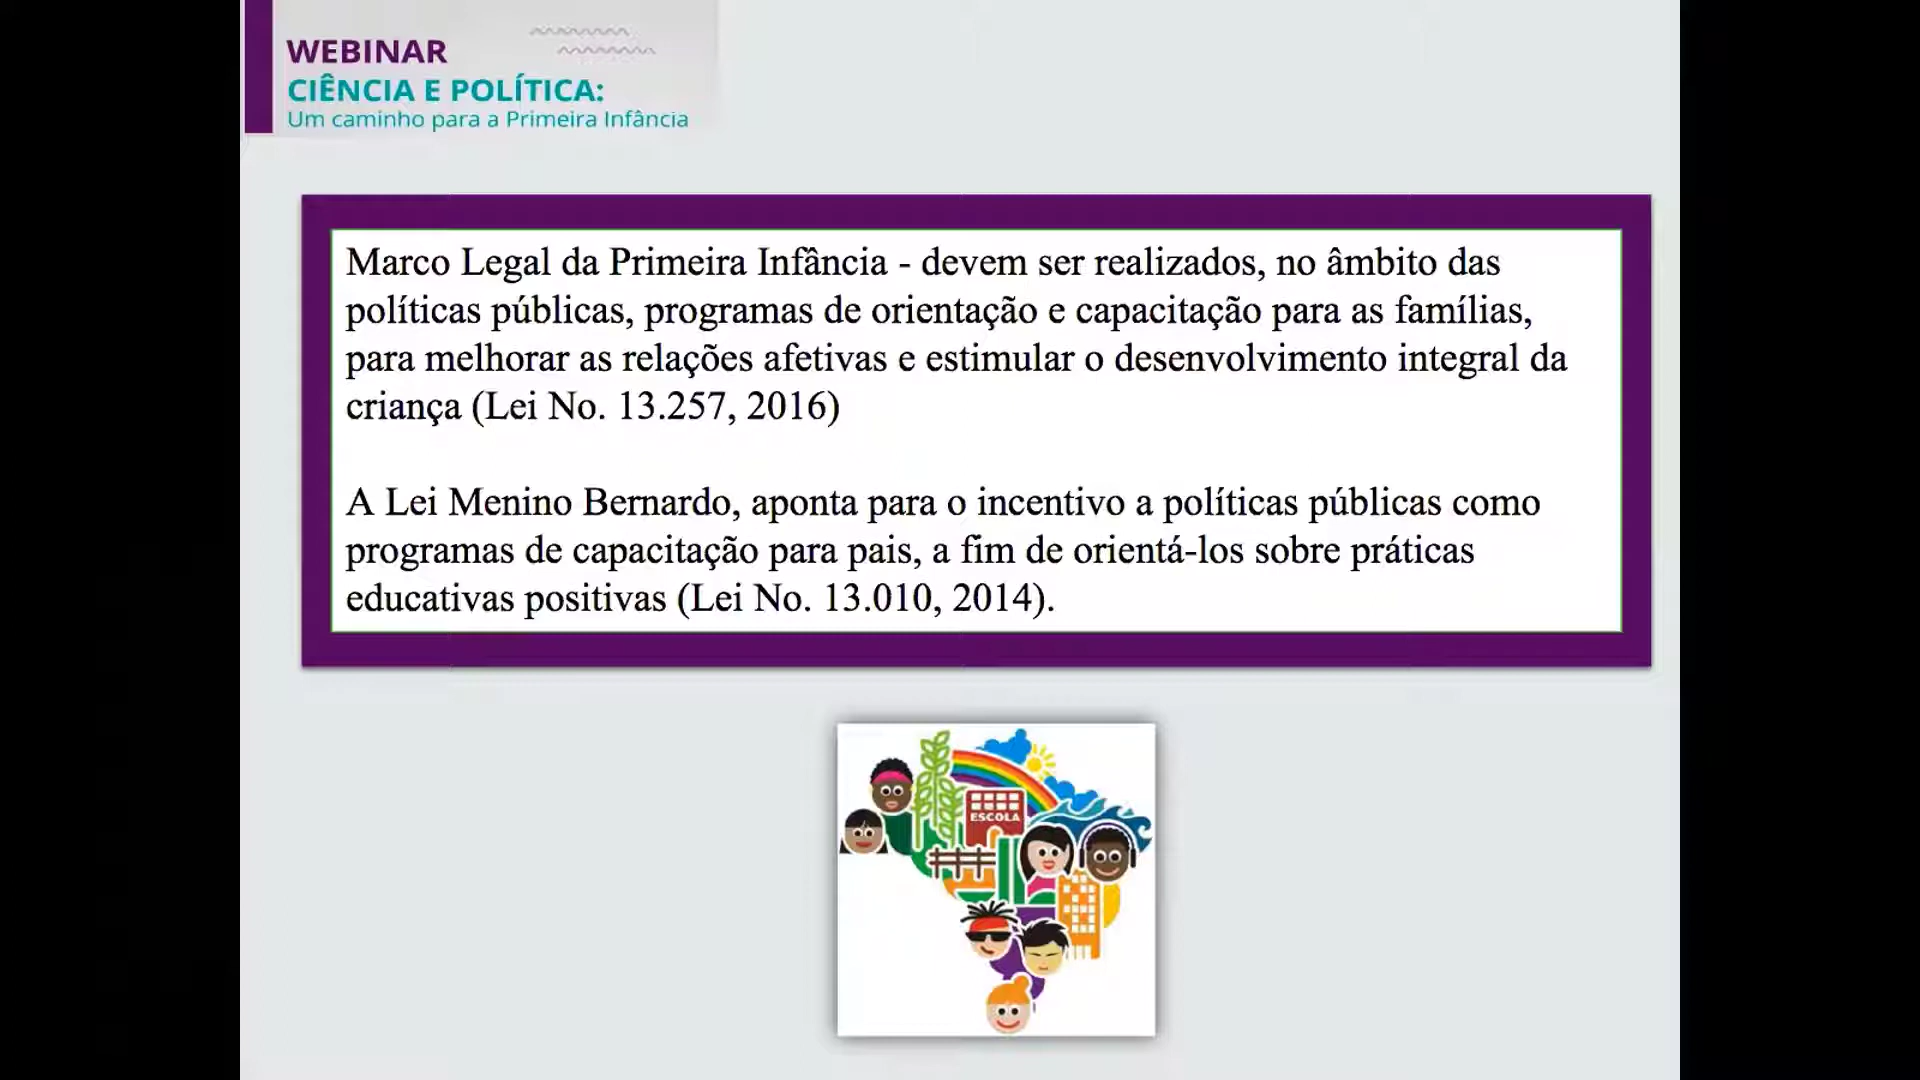 WEBINAR
CIÊNCIA E POLÍTICA:
Um caminho para a Primeira Infância
Marco Legal da Primeira Infância - devem ser realizados, no âmbito das
políticas públicas, programas de orientação e capacitação para as famílias,
para melhorar as relações afetivas e estimular o desenvolvimento integral da
criança (Lei No. 13.257, 2016)
A Lei Menino Bernardo, aponta para o incentivo a políticas públicas como
programas de capacitação para pais, a fim de orientá-los sobre práticas
educativas positivas (Lei No. 13.010, 2014).
ESCOLA